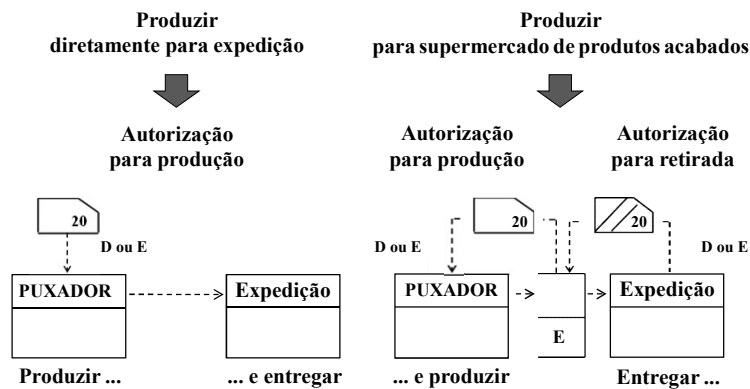 Produzir
diretamente para expedição
Autorização
para produção
20
D ou E
PUXADOR
Expedição
Produzir ...
... e entregar
Produzir
para supermercado de produtos acabados
Autorização
para produção
Autorização
para retirada
20
20
D ou E
D ou E
PUXADOR
E
Expedição
... e produzir
Entregar ...